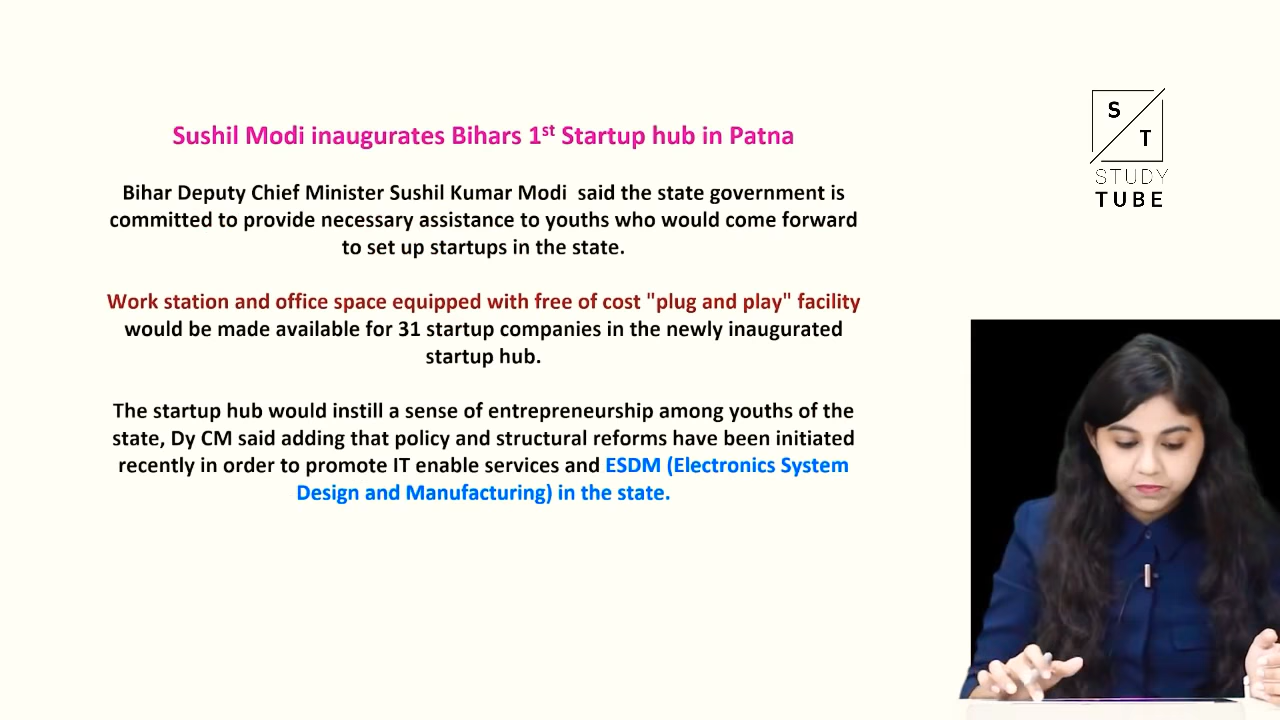 Sushil Modi inaugurates Bihars 1st Startup hub in Patna
Bihar Deputy Chief Minister Sushil Kumar Modi  said the state government is
committed to provide necessary assistance to youths who would come forward
to set up startups in the state.
Work station and office space equipped with free of cost "plug and play" facility
would be made available for 31 startup companies in the newly inaugurated
startup hub.
The startup hub would instill a sense of entrepreneurship among youths of the
state, Dy CM said adding that policy and structural reforms have been initiated
recently in order to promote IT enable services and ESDM (Electronics System
Design and Manufacturing) in the state.
S
T
STUDY
TUBE